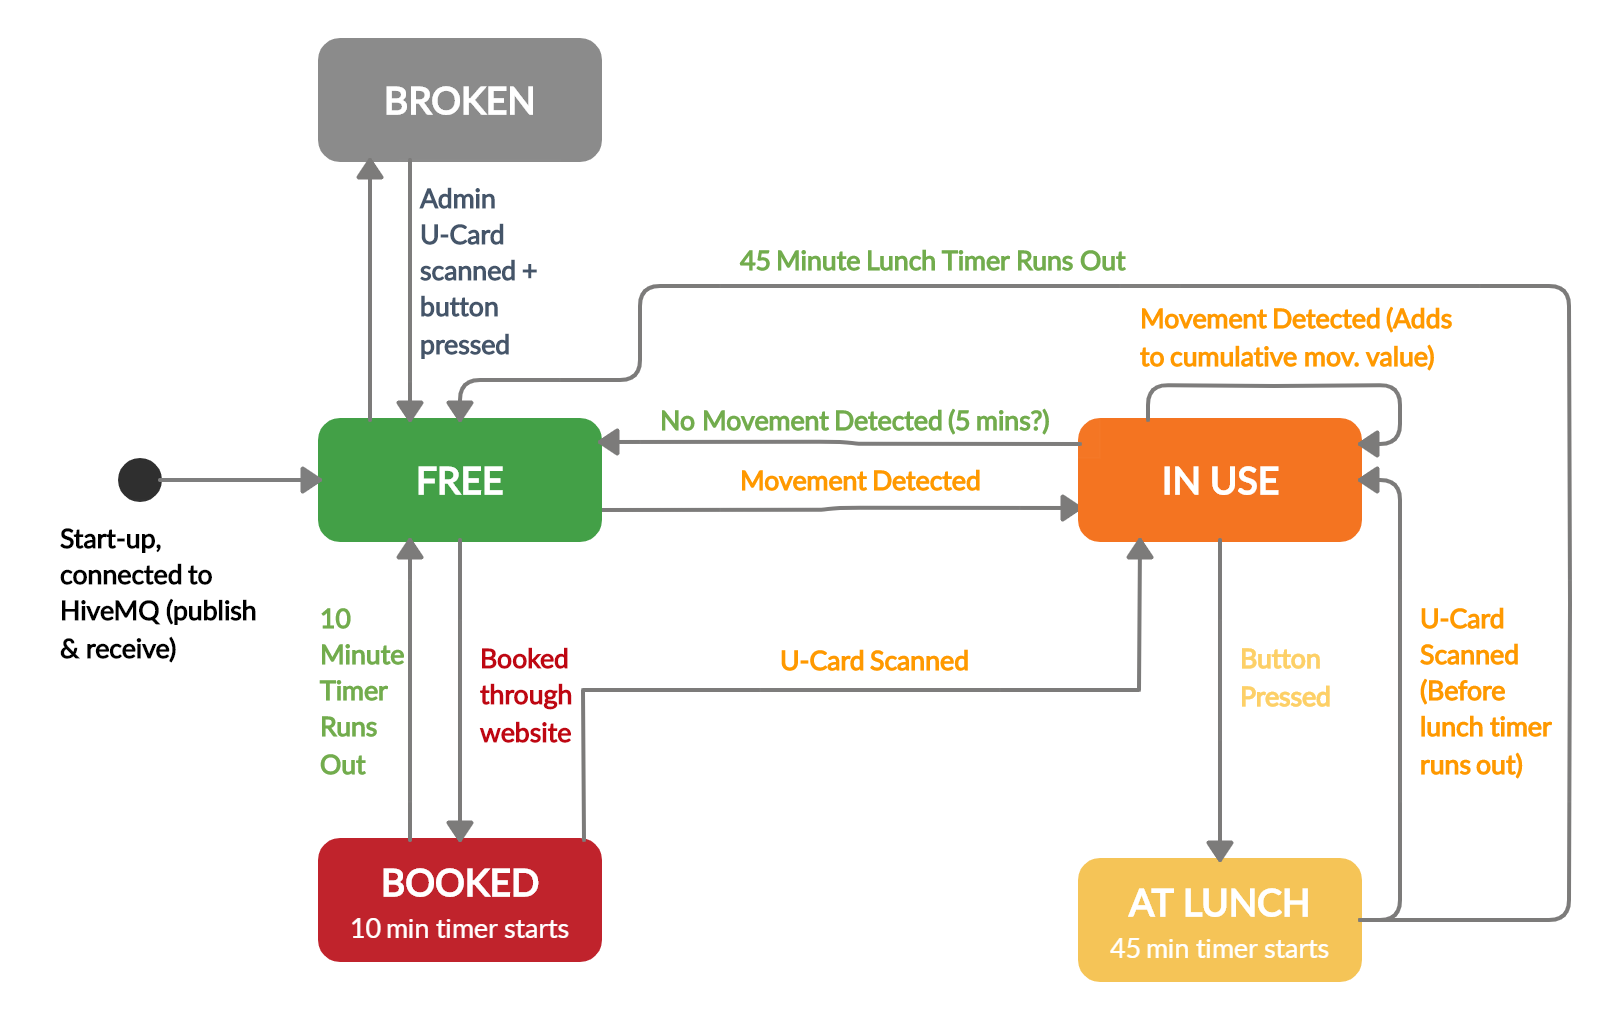 BROKEN
Admin
U-Card
scanned +
button
pressed
45 Minute Lunch Timer Runs Out
Movement Detected (Adds
to cumulative mov. value)
No Movement Detected (5 mins?)
FREE
Movement Detected
IN USE
Start-up,
connected to
HiveMQ (publish
& receive)
10
Minute
Timer
Runs
Out
Booked
through
website
U-Card Scanned
Button
Pressed
U-Card
Scanned
(Before
lunch timer
runs out)
BOOKED
10 min timer starts
AT LUNCH
45 min timer starts